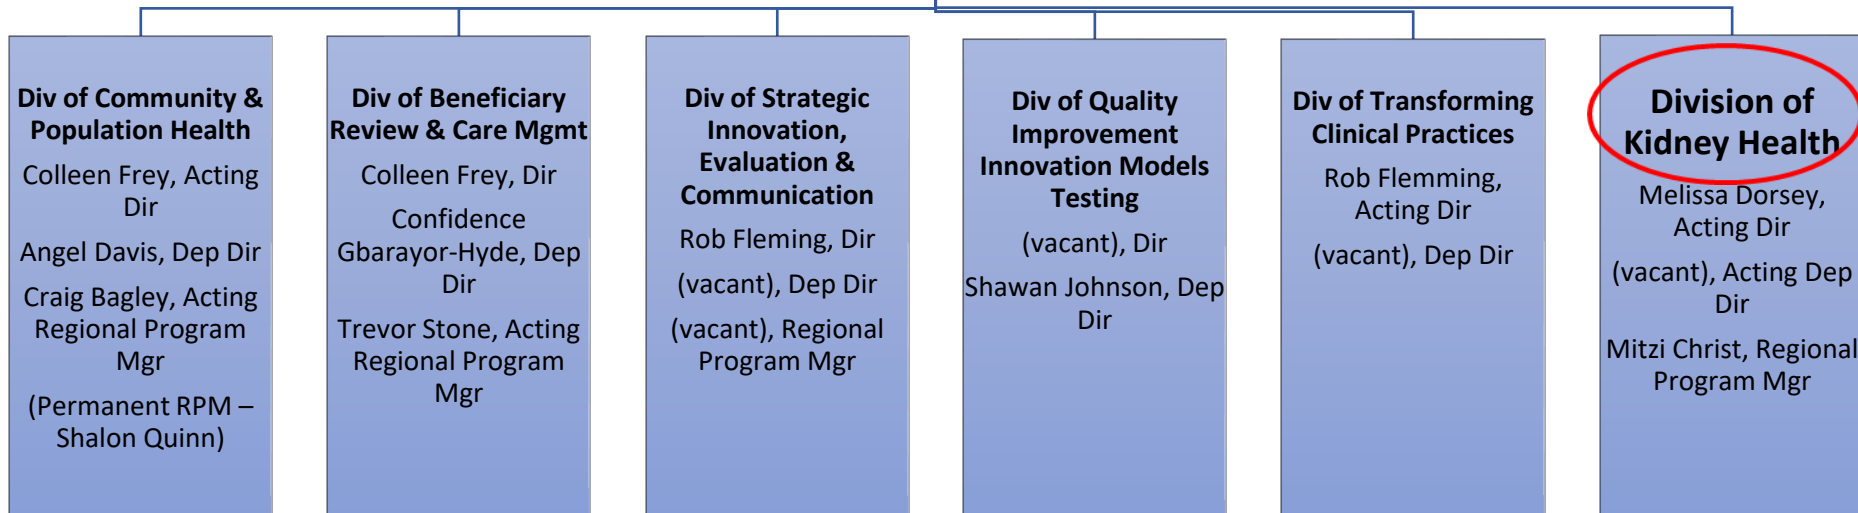 Div of Community &
Population Health
Colleen Frey, Acting
Dir
Angel Davis, Dep Dir
Craig Bagley, Acting
Regional Program
Mgr
(Permanent RPM –
Shalon Quinn)
Div of Beneficiary
Review & Care Mgmt
Colleen Frey, Dir
Confidence
Gbarayor-Hyde, Dep
Dir
Trevor Stone, Acting
Regional Program
Mgr
Div of Strategic
Innovation,
Evaluation &
Communication
Rob Fleming, Dir
(vacant), Dep Dir
(vacant), Regional
Program Mgr
Div of Quality
Improvement
Innovation Models
Testing
(vacant), Dir
Shawan Johnson, Dep
Dir
Div of Transforming
Clinical Practices
Rob Flemming,
Acting Dir
(vacant), Dep Dir
Division of
Kidney Health
Melissa Dorsey,
Acting Dir
(vacant), Acting Dep
Dir
Mitzi Christ, Regional
Program Mgr